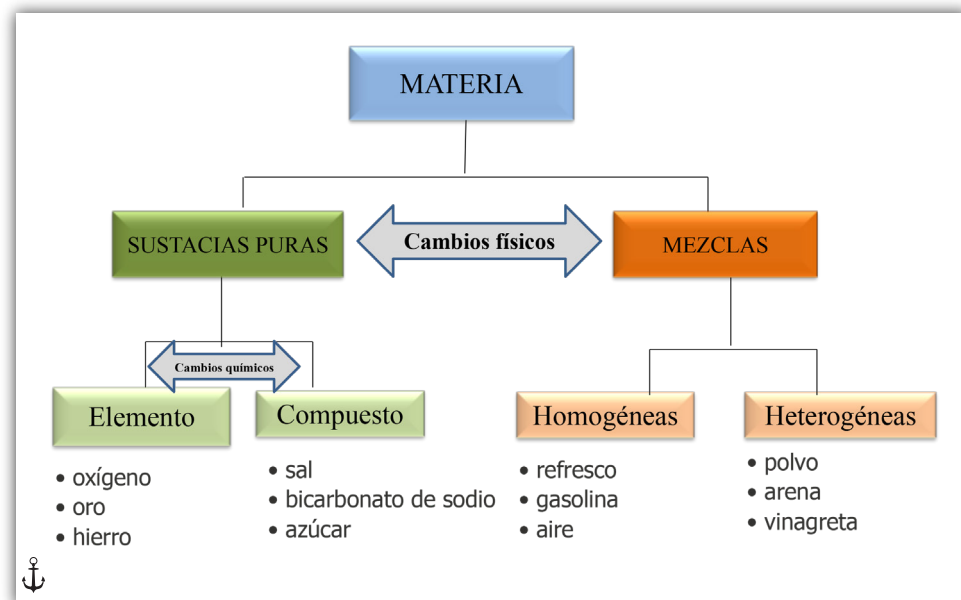 MATERIA
SUSTACIAS PURAS
Cambios físicos
MEZCLAS
Cambios químicos
Elemento
Compuesto
Homogéneas
Heterogéneas
• oxígeno
• oro
• hierro
• sal
• bicarbonato de sodio
• azúcar
• refresco
• gasolina
• aire
• polvo
• arena
• vinagreta